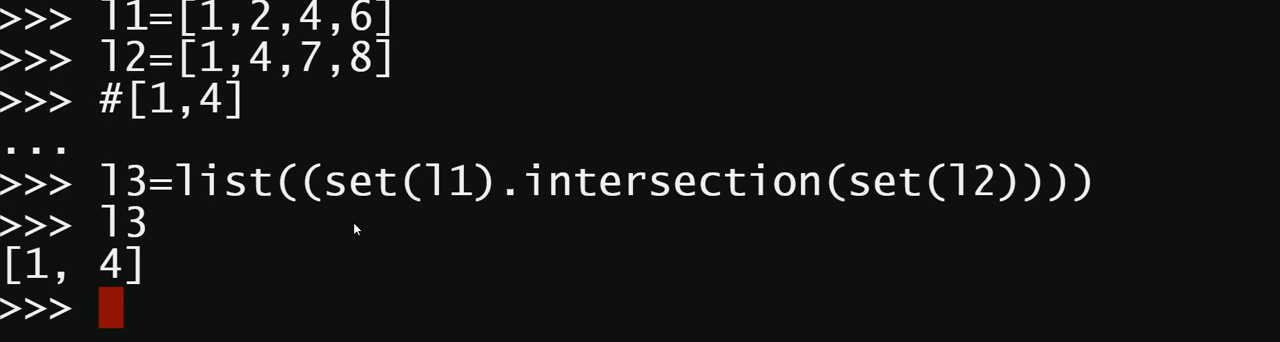 >>> l1=[1,2,4,6]
>>> l2=[1,4,7,8]
>>> #[1,4]
...
>>> l3=list((set(l1).intersection(set(l2))))
>>> l3
[1, 4]
>>>